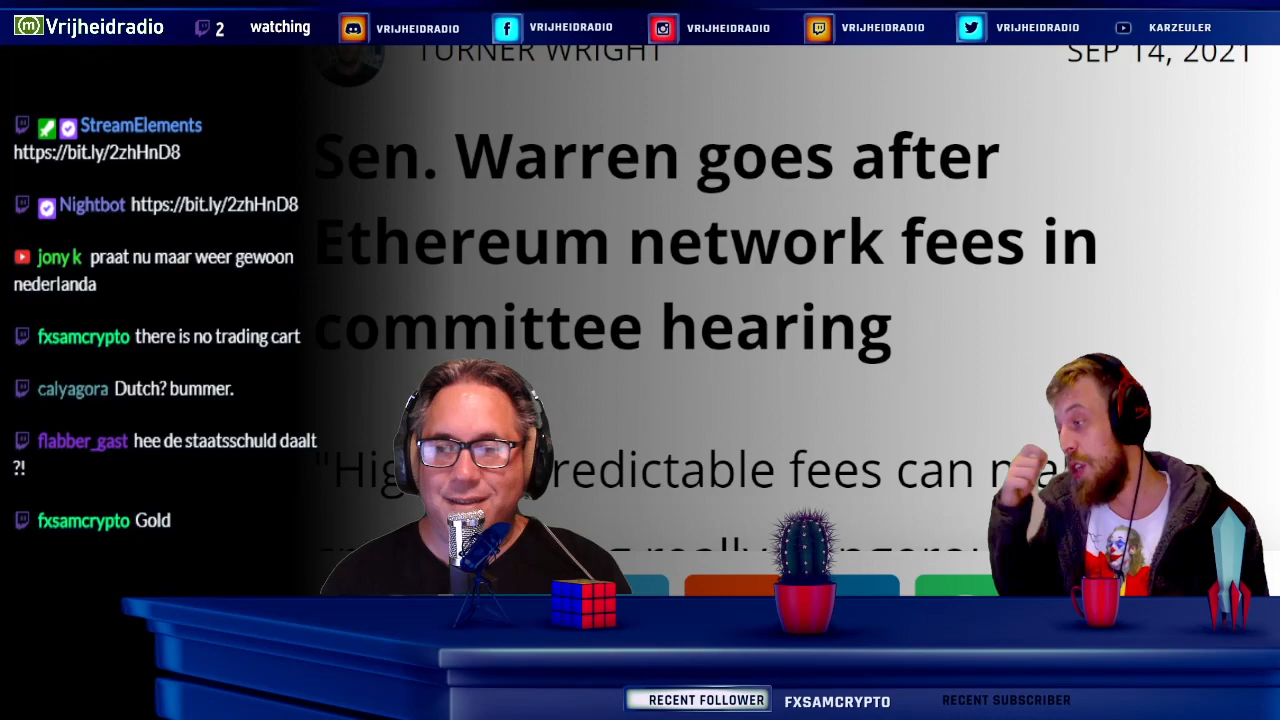 (m) Vrijheidradio
2
watching
VRIJHEIDRADIO
VRIJHEIDRADIO
VRIJHEIDRADIO
VRIJHEIDRADIO
VRIJHEIDRADIO
KARZEULER
TURNER WRIGHT
SEP 14, 2021
StreamElements
https://bit.ly/2zhHnD8
Nightbot https://bit.ly/2zhHnD8
jony k praat nu maar weer gewoon
nederlanda
fxsamcrypto there is no trading cart
calyagora Dutch? bummer.
flabber_gast hee de staatsschuld daalt
?!
fxsamcrypto Gold
Sen. Warren goes after
Ethereum network fees in
committee hearing
fees can
really
RECENT FOLLOWER
FXSAMCRYPTO
RECENT SUBSCRIBER